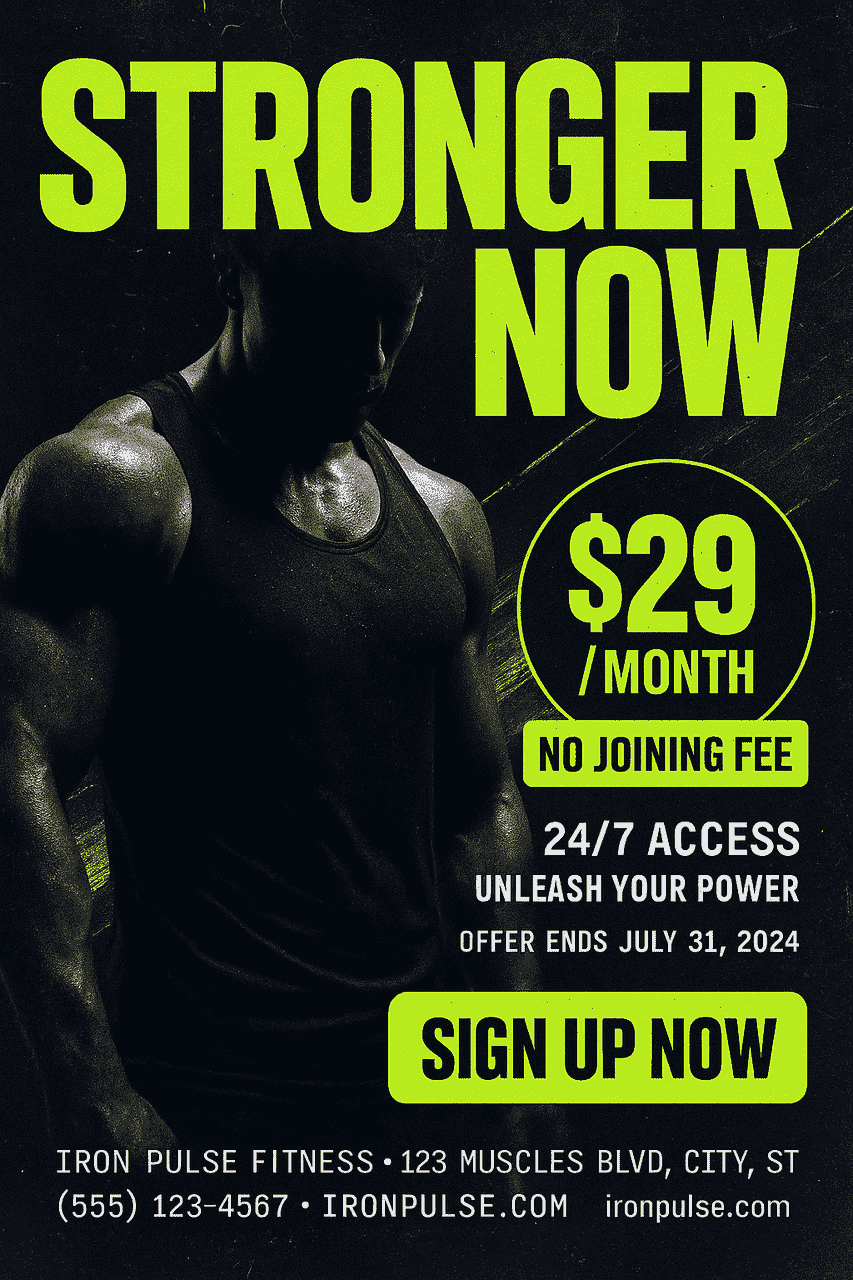 STRONGER
NOW
$29
/MONTH
NO JOINING FEE
24/7 ACCESS
UNLEASH YOUR POWER
OFFER ENDS JULY 31, 2024
SIGN UP NOW
IRON PULSE FITNESS • 123 MUSCLES BLVD, CITY, ST
(555) 123-4567 • IRONPULSE.COM ironpulse.com